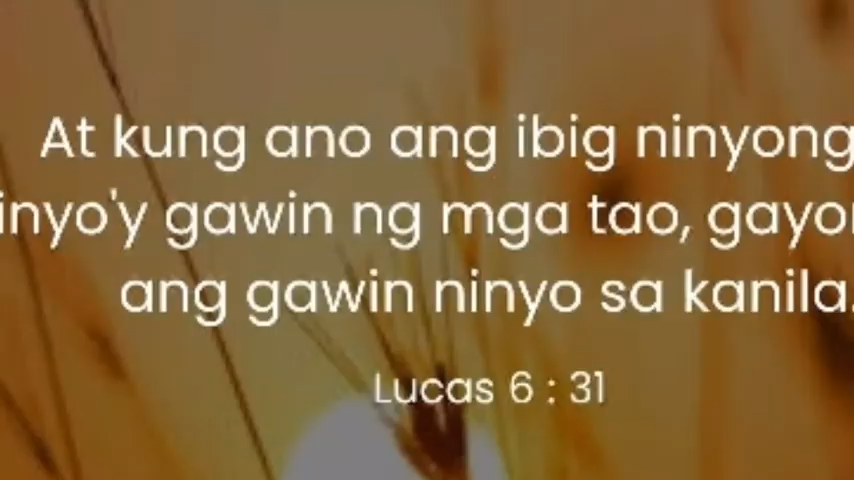 At kung ano ang ibig ninyong
inyo'y gawin ng mga tao,
ang gawin ninyo sa kanila.
Lucas 6 : 31